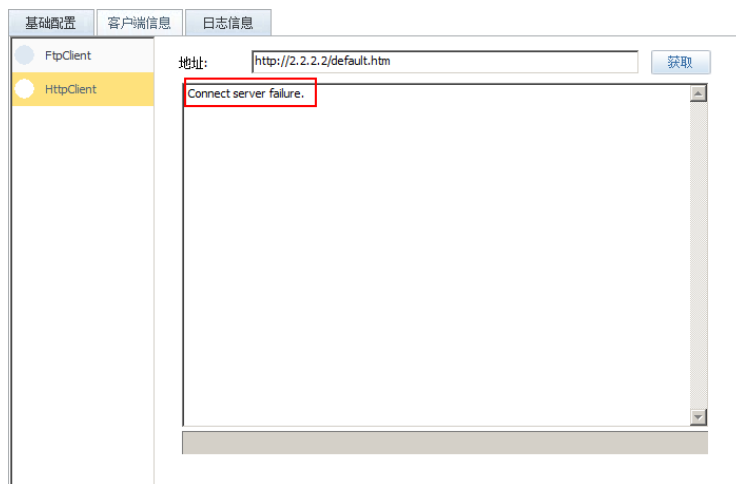 基础配置 客户端信息 日志信息
FtpClient
HttpClient
地址: http://2.2.2.2/default.htm 获取
Connect server failure.